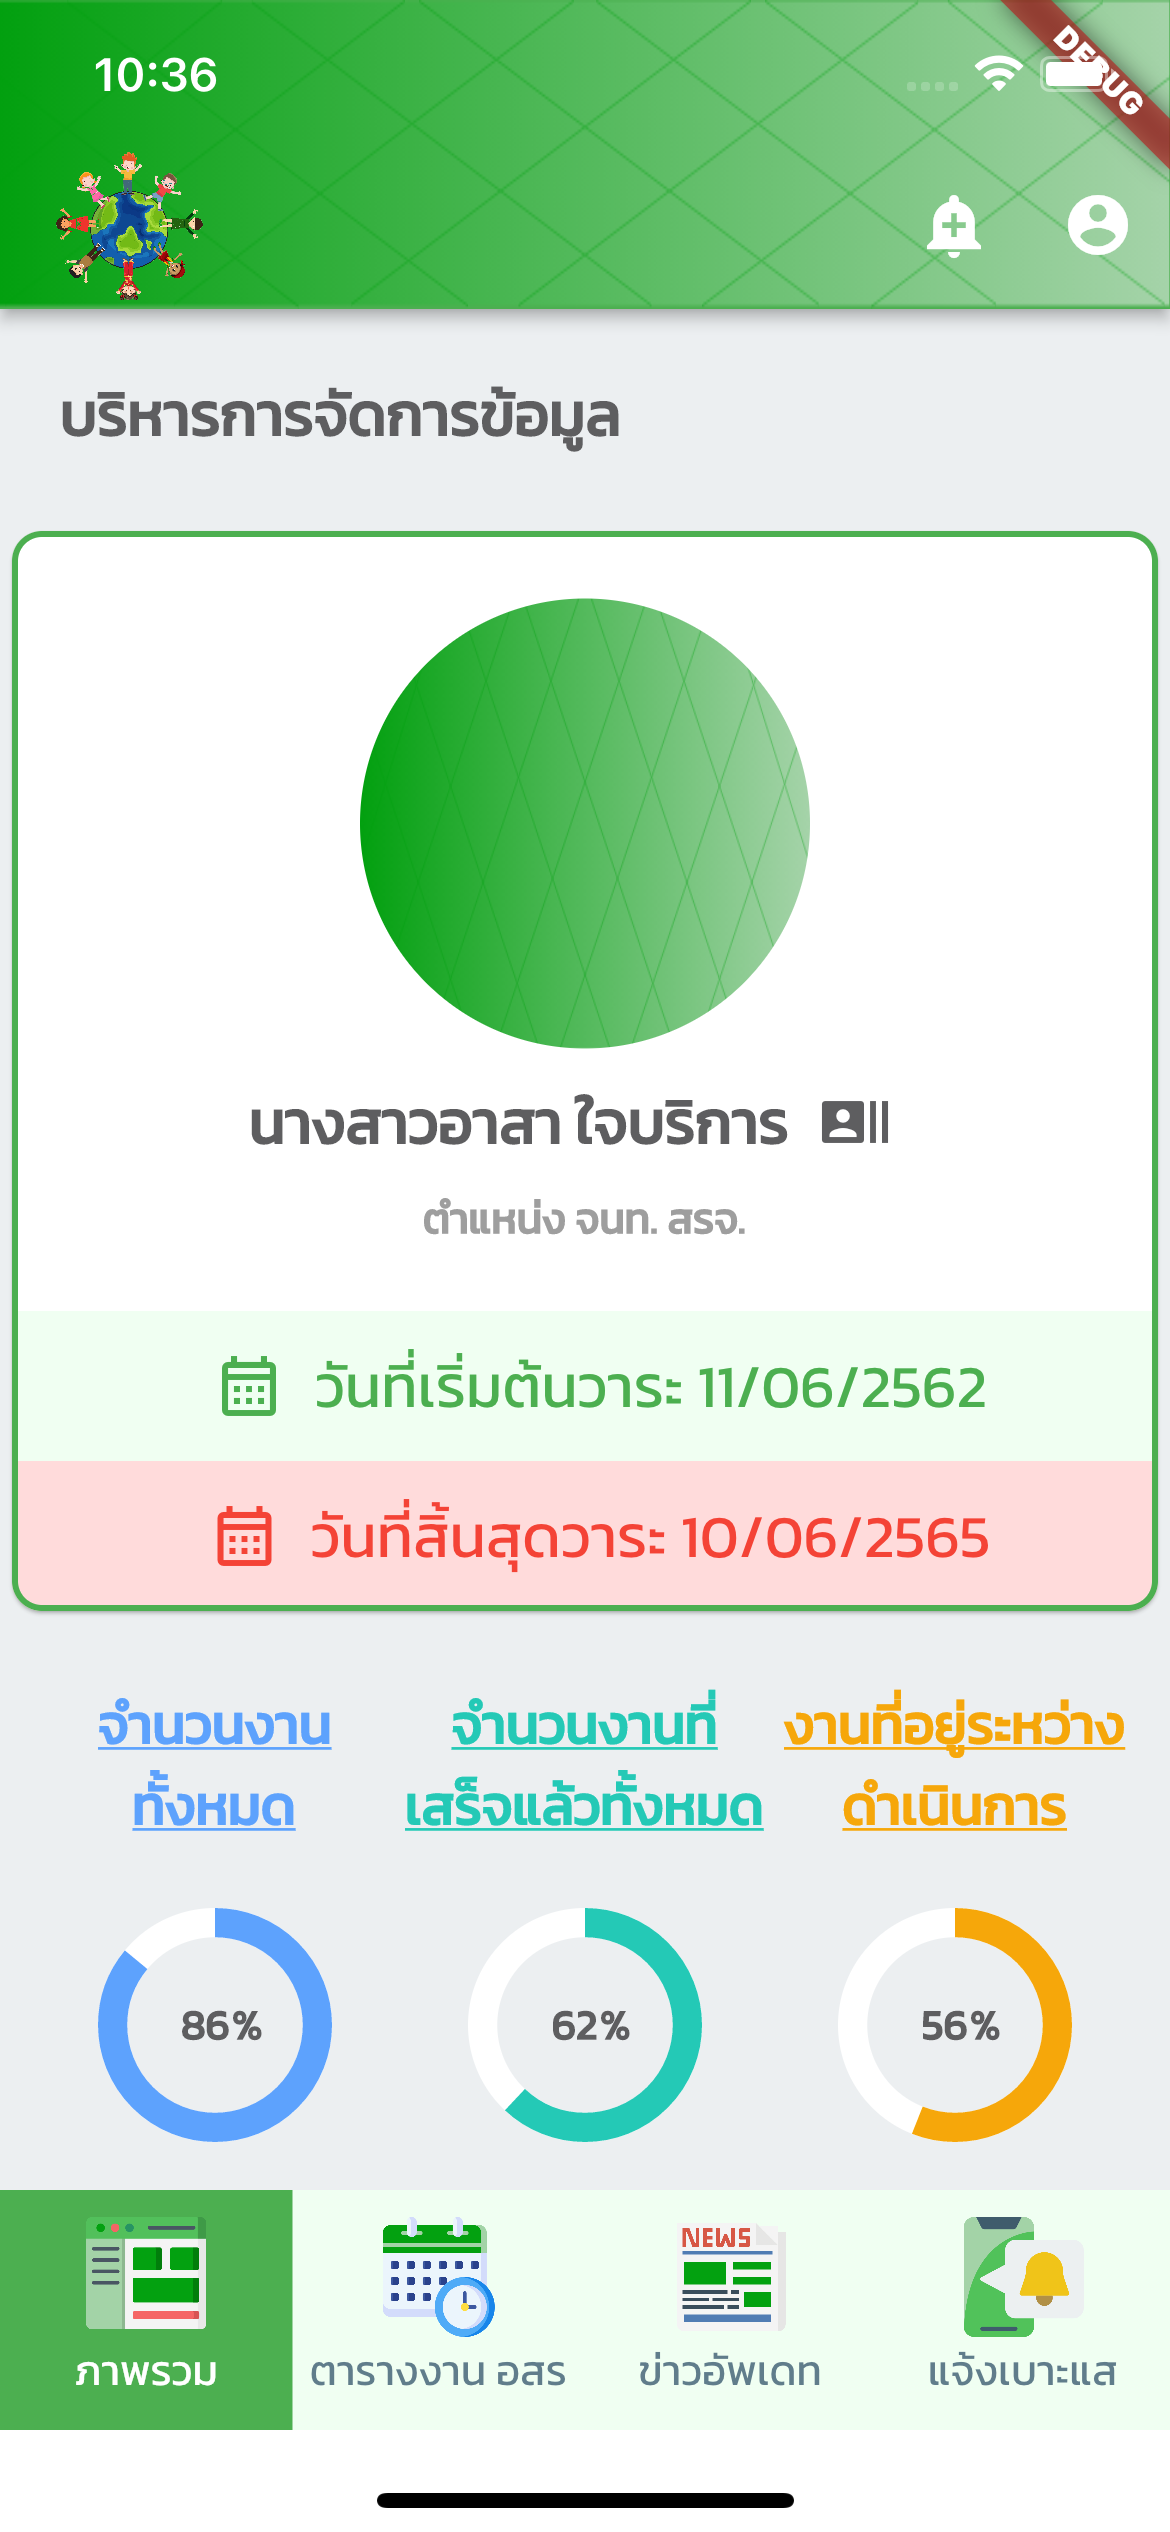 10:36
DEBUG
บริหารการจัดการข้อมูล
นางสาวอาสา ใจบริการ
ตำแหน่ง จนท. สรจ.
วันที่เริ่มต้นวาระ 11/06/2562
วันที่สิ้นสุดวาระ 10/06/2565
จำนวนงาน
ทั้งหมด
จำนวนงานที่
เสร็จแล้วทั้งหมด
งานที่อยู่ระหว่าง
ดำเนินการ
86%
62%
56%
NEWS
ภาพรวม
ตารางงาน อสร
ข่าวอัพเดท
แจ้งเบาะแส